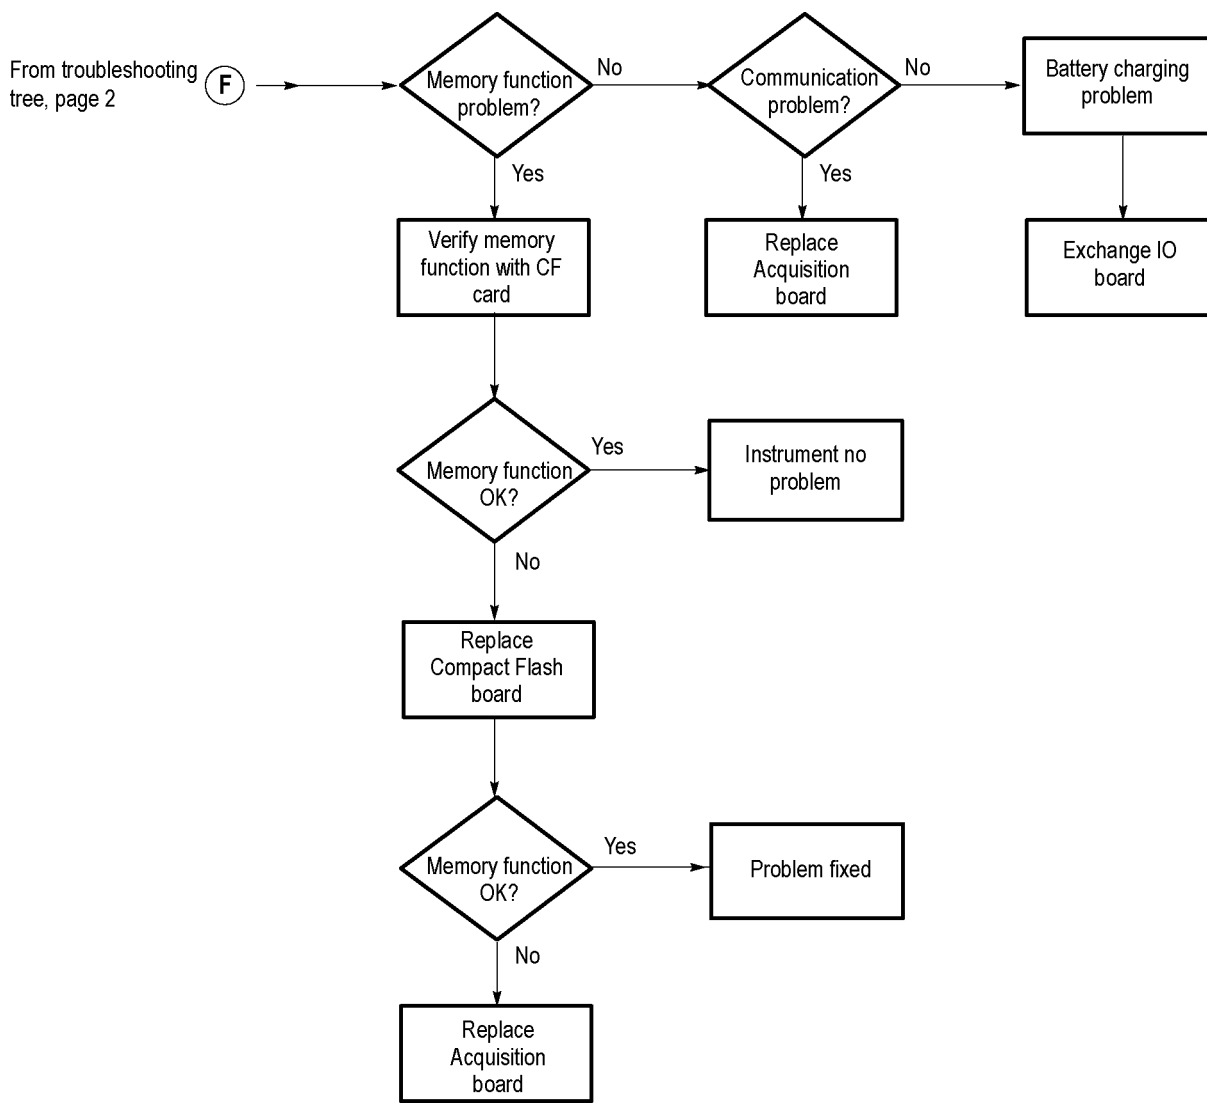 From troubleshooting
tree, page 2
F
Memory function
problem?
No
Communication
problem?
No
Battery charging
problem
Yes
Yes
Verify memory
function with CF
card
Replace
Acquisition
board
Exchange IO
board
Memory function
OK?
Yes
Instrument no
problem
No
Replace
Compact Flash
board
Memory function
OK?
Yes
Problem fixed
No
Replace
Acquisition
board